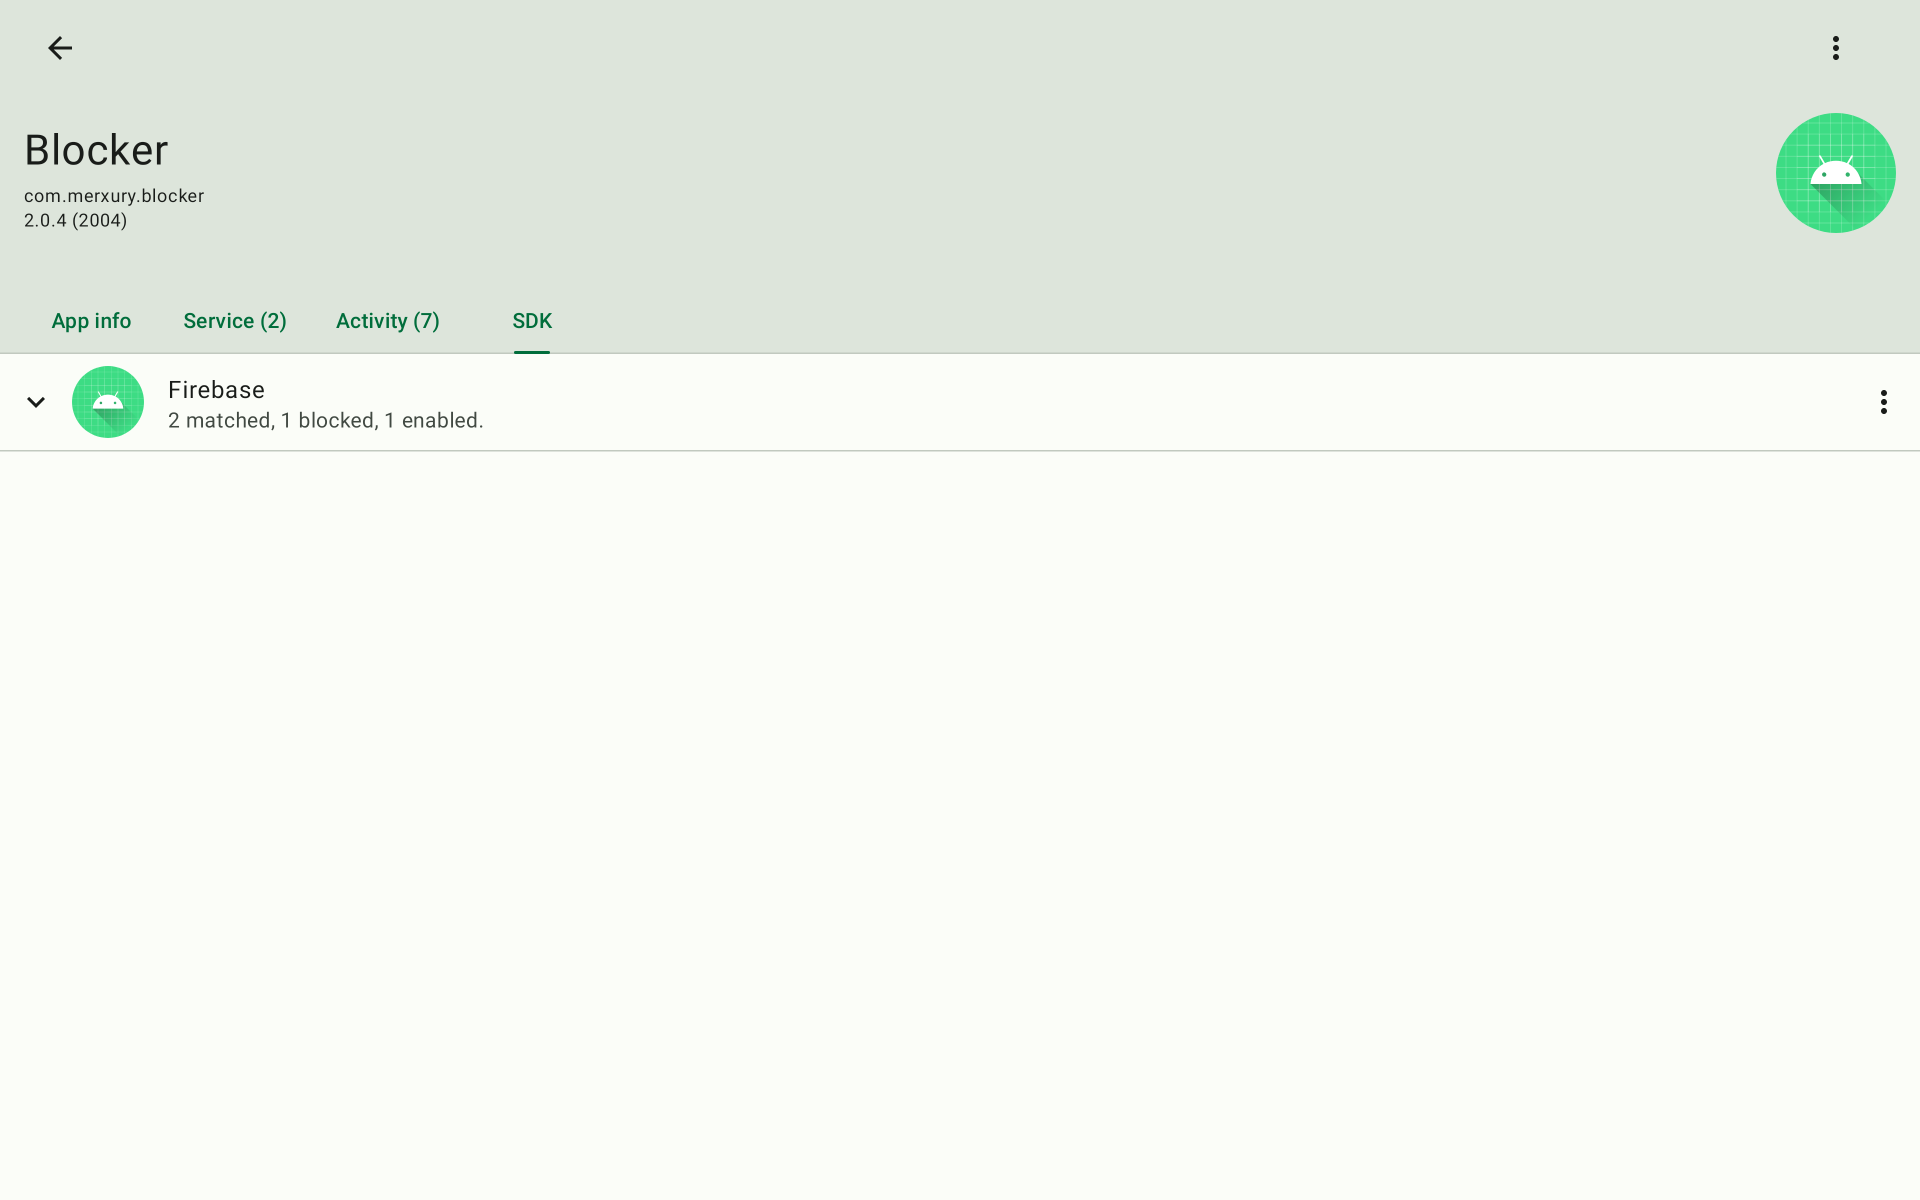 Blocker
com.merxury.blocker
2.0.4 (2004)
App info
Service (2)
Activity (7)
SDK
Firebase
2 matched, 1 blocked, 1 enabled.